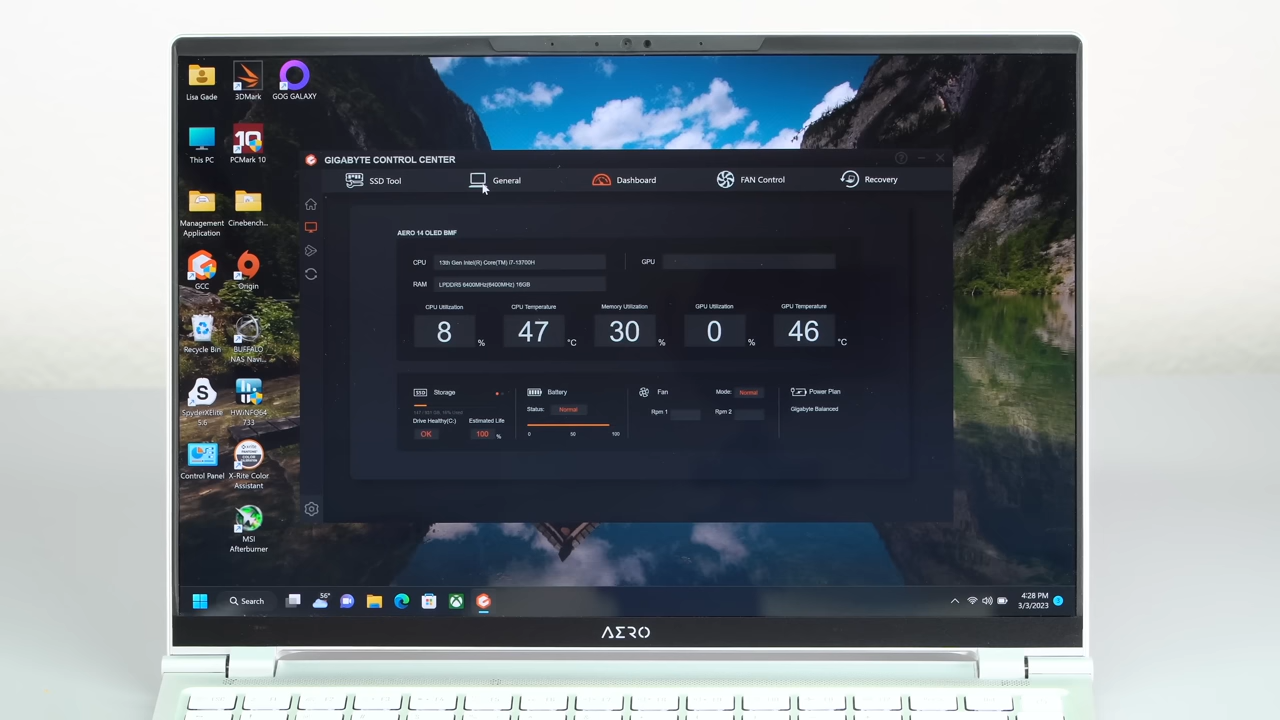 Lisa Gade
3DMark
GOG GALAXY
This PC
10
PCMark 10
Management
Application
Cinebench...
GCC
Origin
Recycle Bin
BUFFALO
NAS Navi...
S
SpyderXElite
5.6
HWiNFO64
733
Control Panel
X-Rite Color
Assistant
MSI
Afterburner
GIGABYTE CONTROL CENTER
SSD Tool
General
Dashboard
FAN Control
Recovery
AERO 14 OLED BMF
CPU
13th Gen Intel(R) Core(TM) i7-13700H
GPU
RAM
LPDDR5 6400MHz(6400MHz) 16GB
CPU Utilization
CPU Temperature
Memory Utilization
GPU Utilization
GPU Temperature
8 %
47 °C
30 %
0 %
46 °C
SSD
Storage
Drive Healthy(C:)
Estimated Life
OK
100 %
Battery
Status: Normal
0 50 100
Fan
Mode: Normal
Rpm 1
Rpm 2
Power Plan
Gigabyte Balanced
Search
56°
4:28 PM
3/3/2023
AERO